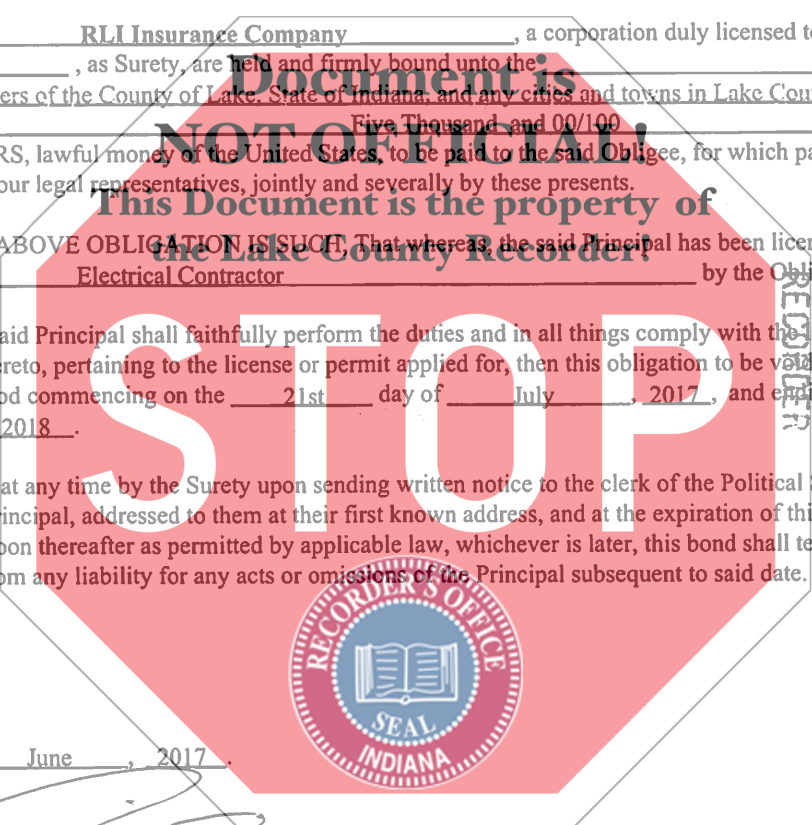 RLI Insurance Company, a corporation duly licensed to
, as Surety, are held and firmly bound unto the
Document is
ers of the County of Lake, State of Indiana, and any cities and towns in Lake Cou
Five Thousand and 00/100
NOT OFFICIAL!
RS, lawful money of the United States, to be paid to the said Obligee, for which pa
our legal representatives, jointly and severally by these presents.
This Document is the property of
ABOVE OBLIGATION IS SUCH, That whereas, the said Principal has been licen
the Lake County Recorder!
Electrical Contractor by the Obli
RECORDER
aid Principal shall faithfully perform the duties and in all things comply with the
ereto, pertaining to the license or permit applied for, then this obligation to be void
od commencing on the 21st day of July, 2017, and endi
2018.
STOP
at any time by the Surety upon sending written notice to the clerk of the Political
rincipal, addressed to them at their first known address, and at the expiration of thi
oon thereafter as permitted by applicable law, whichever is later, this bond shall te
om any liability for any acts or omissions of the Principal subsequent to said date.
RECORDER'S OFFICE
SEAL
INDIANA
June, 2017.